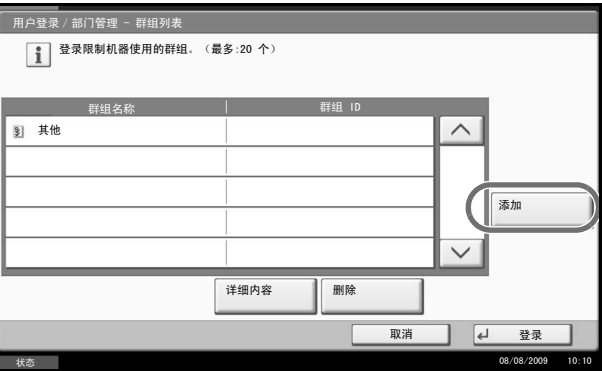 用户登录 / 部门管理 - 群组列表
登录限制机器使用的群组。（最多:20 个）
群组名称 群组 ID
其他
添加
详细内容 删除
取消 登录
状态 08/08/2009 10:10